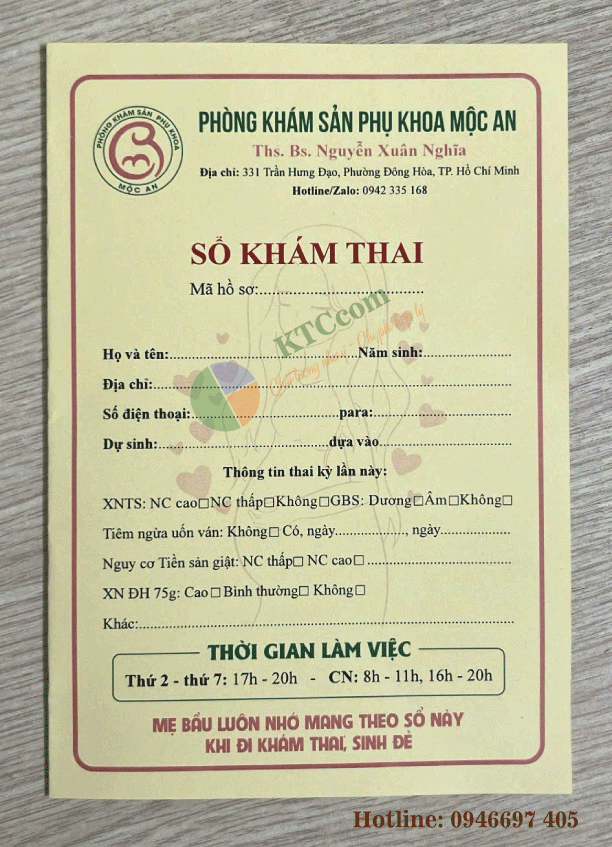 PHÒNG KHÁM SẢN PHỤ KHOA
MỘC AN
PHÒNG KHÁM SẢN PHỤ KHOA MỘC AN
Ths. Bs. Nguyễn Xuân Nghĩa
Địa chỉ: 331 Trần Hưng Đạo, Phường Đông Hòa, TP. Hồ Chí Minh
Hotline/Zalo: 0942 335 168
SỔ KHÁM THAI
Mã hồ sơ:....................................
KTCcom
Họ và tên:..........................................Năm sinh:....................
Địa chỉ:................................................................................
Số điện thoại:.................................para:...............................
Dự sinh:.......................................dựa vào..............................
Thông tin thai kỳ lần này:
XNTS: NC cao□NC thấp□Không□GBS: Dương□Âm□Không□
Tiêm ngừa uốn ván: Không□ Có, ngày................, ngày................
Nguy cơ Tiền sản giật: NC thấp□ NC cao□ ................................
XN ĐH 75g: Cao□ Bình thường□ Không□
Khác:....................................................................................
THỜI GIAN LÀM VIỆC
Thứ 2 - thứ 7: 17h - 20h - CN: 8h - 11h, 16h - 20h
MẸ BẦU LUÔN NHỚ MANG THEO SỔ NÀY
KHI ĐI KHÁM THAI, SINH ĐẺ
Hotline: 0946697 405